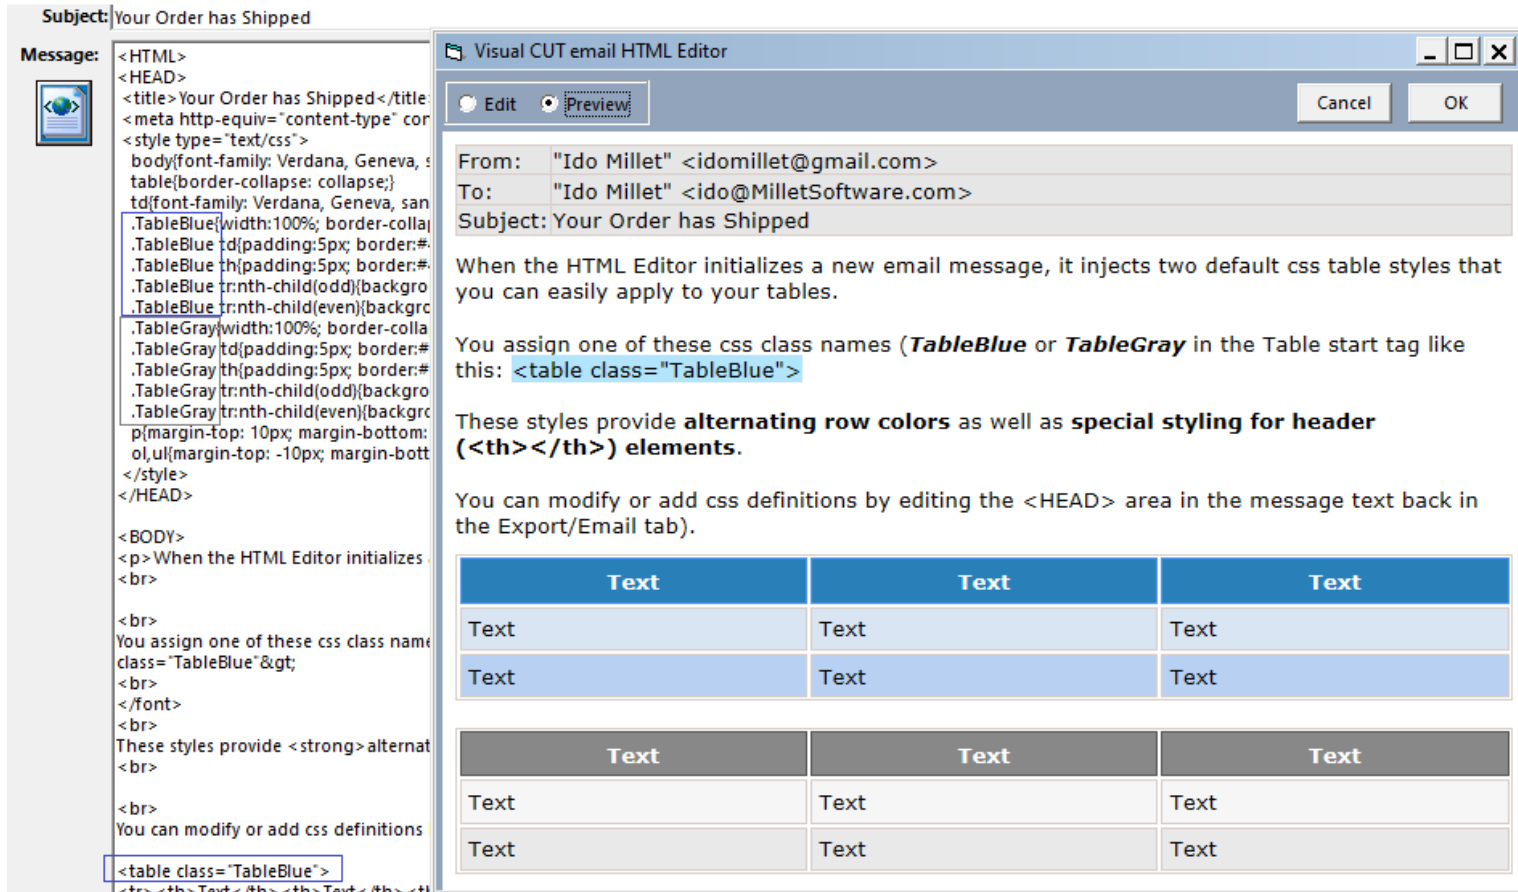 Subject: Your Order has Shipped
Message:
<HTML>
<HEAD>
<title>Your Order has Shipped</title
<meta http-equiv="content-type"
<style type="text/css">
body{font-family: Verdana, Geneva,
table{border-collapse: collapse;}
td{font-family: Verdana, Geneva, san
.TableBlue{width:100%; border-colla
.TableBlue td{padding:5px; border:#
.TableBlue th{padding:5px; border:#
.TableBlue tr:nth-child(odd){backgro
.TableBlue tr:nth-child(even){backgro
.TableGray{width:100%; border-colla
.TableGray td{padding:5px; border:#
.TableGray th{padding:5px; border:#
.TableGray tr:nth-child(odd){backgro
.TableGray tr:nth-child(even){backgro
p{margin-top: 10px; margin-bottom:
ol,ul{margin-top: -10px; margin-bott
</style>
</HEAD>
<BODY>
<p>When the HTML Editor initializes
<br>
<br>
You assign one of these css class name
class="TableBlue"&gt;
<br>
</font>
<br>
These styles provide <strong>alternat
<br>
<br>
You can modify or add css definitions
<table class="TableBlue">
<tr><th>Text</th><th>Text</th><th
Visual CUT email HTML Editor
Edit Preview Cancel OK
From: "Ido Millet" <idomillet@gmail.com>
To: "Ido Millet" <ido@MilletSoftware.com>
Subject: Your Order has Shipped
When the HTML Editor initializes a new email message, it injects two default css table styles that
you can easily apply to your tables.
You assign one of these css class names (TableBlue or TableGray in the Table start tag like
this: <table class="TableBlue">
These styles provide alternating row colors as well as special styling for header
(<th></th>) elements.
You can modify or add css definitions by editing the <HEAD> area in the message text back in
the Export/Email tab).
Text Text Text
Text Text Text
Text Text Text
Text Text Text
Text Text Text
Text Text Text